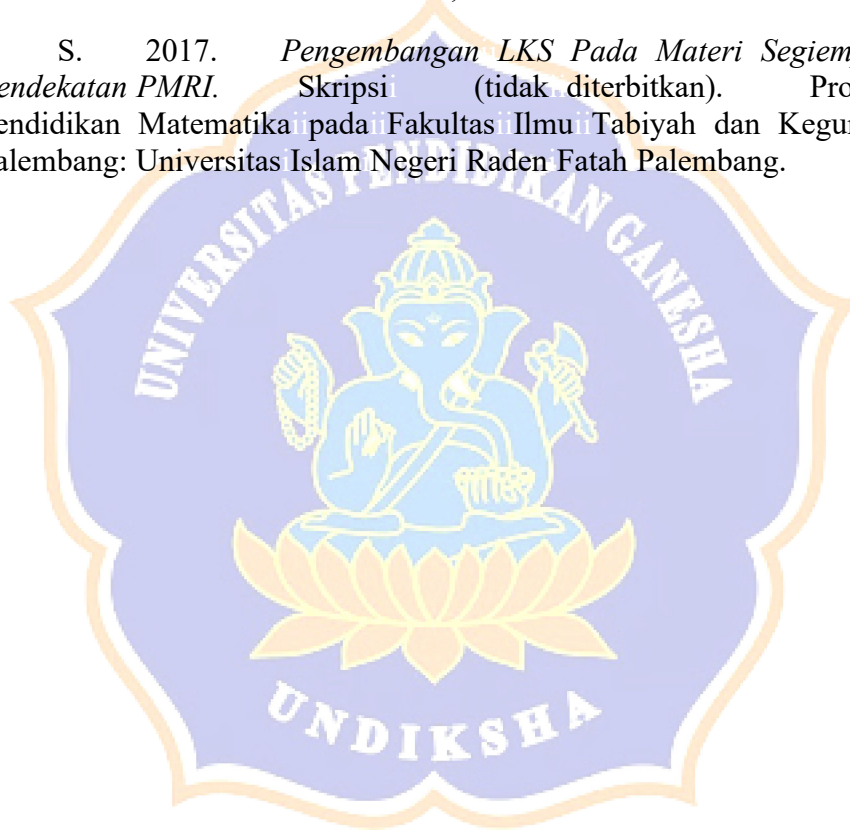 S. 2017. Pengembangan LKS Pada Materi Segiem
endekatan PMRI. Skripsi (tidak diterbitkan). Pro
endidikan Matematika pada Fakultas Ilmu Tabiyah dan Kegur
alembang: Universitas Islam Negeri Raden Fatah Palembang.
UNIVERSITAS PENDIDIKAN GANESHA
UNDIKSHA